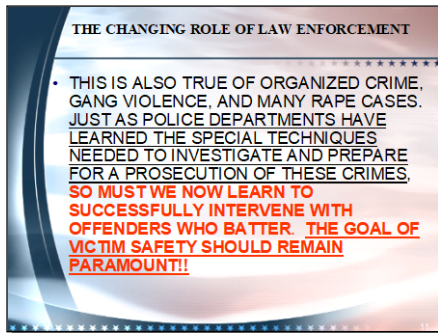 THE CHANGING ROLE OF LAW ENFORCEMENT
• THIS IS ALSO TRUE OF ORGANIZED CRIME,
GANG VIOLENCE, AND MANY RAPE CASES.
JUST AS POLICE DEPARTMENTS HAVE
LEARNED THE SPECIAL TECHNIQUES
NEEDED TO INVESTIGATE AND PREPARE
FOR A PROSECUTION OF THESE CRIMES,
SO MUST WE NOW LEARN TO
SUCCESSFULLY INTERVENE WITH
OFFENDERS WHO BATTER. THE GOAL OF
VICTIM SAFETY SHOULD REMAIN
PARAMOUNT!!